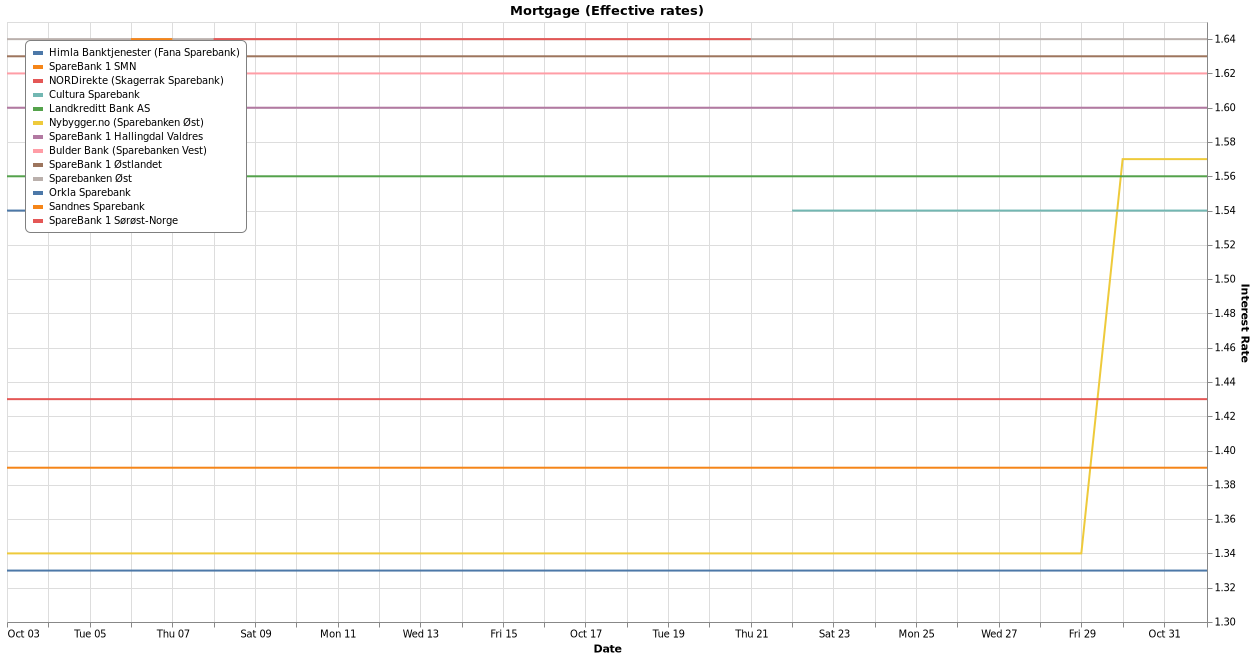 Mortgage (Effective rates)
Himla Banktjenester (Fana Sparebank)
SpareBank 1 SMN
NORDirekte (Skagerrak Sparebank)
Cultura Sparebank
Landkreditt Bank AS
Nybygger.no (Sparebanken Øst)
SpareBank 1 Hallingdal Valdres
Bulder Bank (Sparebanken Vest)
SpareBank 1 Østlandet
Sparebanken Øst
Orkla Sparebank
Sandnes Sparebank
SpareBank 1 Sørøst-Norge
1.64
1.62
1.60
1.58
1.56
1.54
1.52
1.50
1.48
1.46
1.44
1.42
1.40
1.38
1.36
1.34
1.32
1.30
Interest Rate
Oct 03 Tue 05 Thu 07 Sat 09 Mon 11 Wed 13 Fri 15 Oct 17 Tue 19 Thu 21 Sat 23 Mon 25 Wed 27 Fri 29 Oct 31
Date